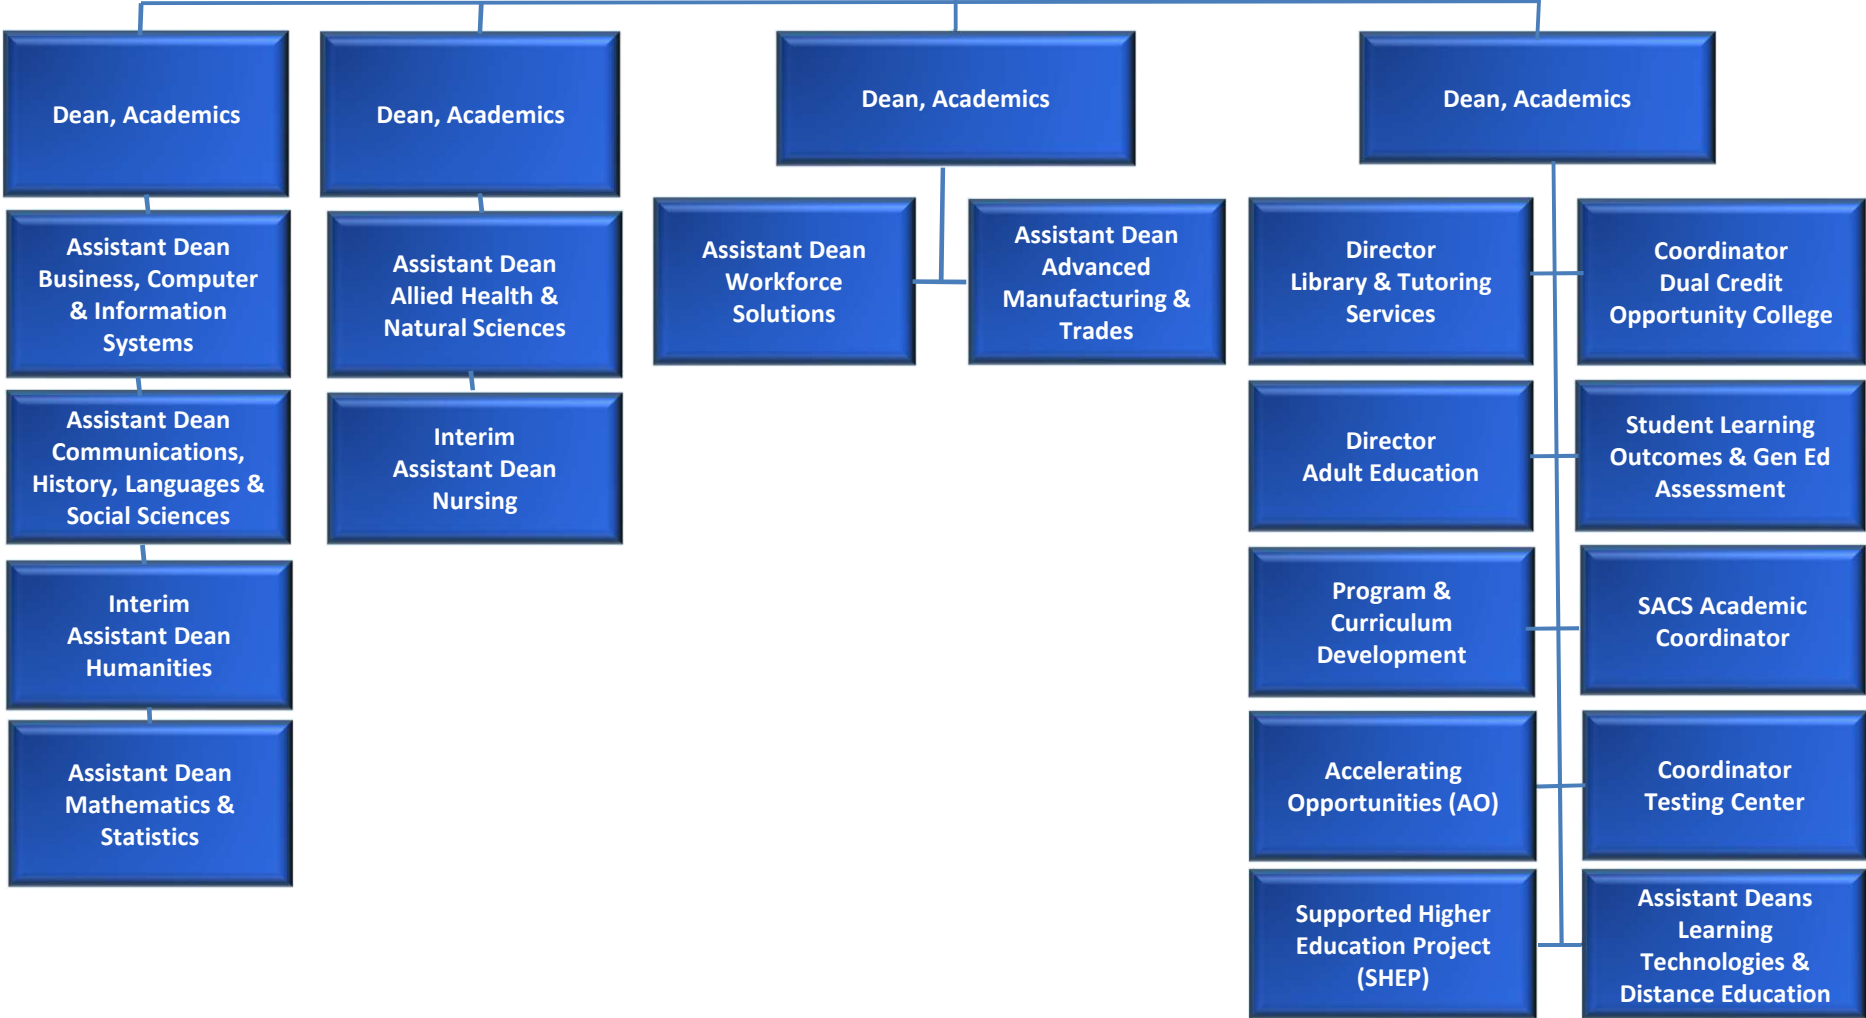 Dean, Academics
Assistant Dean
Business, Computer
& Information
Systems
Assistant Dean
Communications,
History, Languages &
Social Sciences
Interim
Assistant Dean
Humanities
Assistant Dean
Mathematics &
Statistics
Dean, Academics
Assistant Dean
Allied Health &
Natural Sciences
Interim
Assistant Dean
Nursing
Dean, Academics
Assistant Dean
Workforce
Solutions
Assistant Dean
Advanced
Manufacturing &
Trades
Dean, Academics
Director
Library & Tutoring
Services
Coordinator
Dual Credit
Opportunity College
Director
Adult Education
Student Learning
Outcomes & Gen Ed
Assessment
Program &
Curriculum
Development
SACS Academic
Coordinator
Accelerating
Opportunities (AO)
Coordinator
Testing Center
Supported Higher
Education Project
(SHEP)
Assistant Deans
Learning
Technologies &
Distance Education